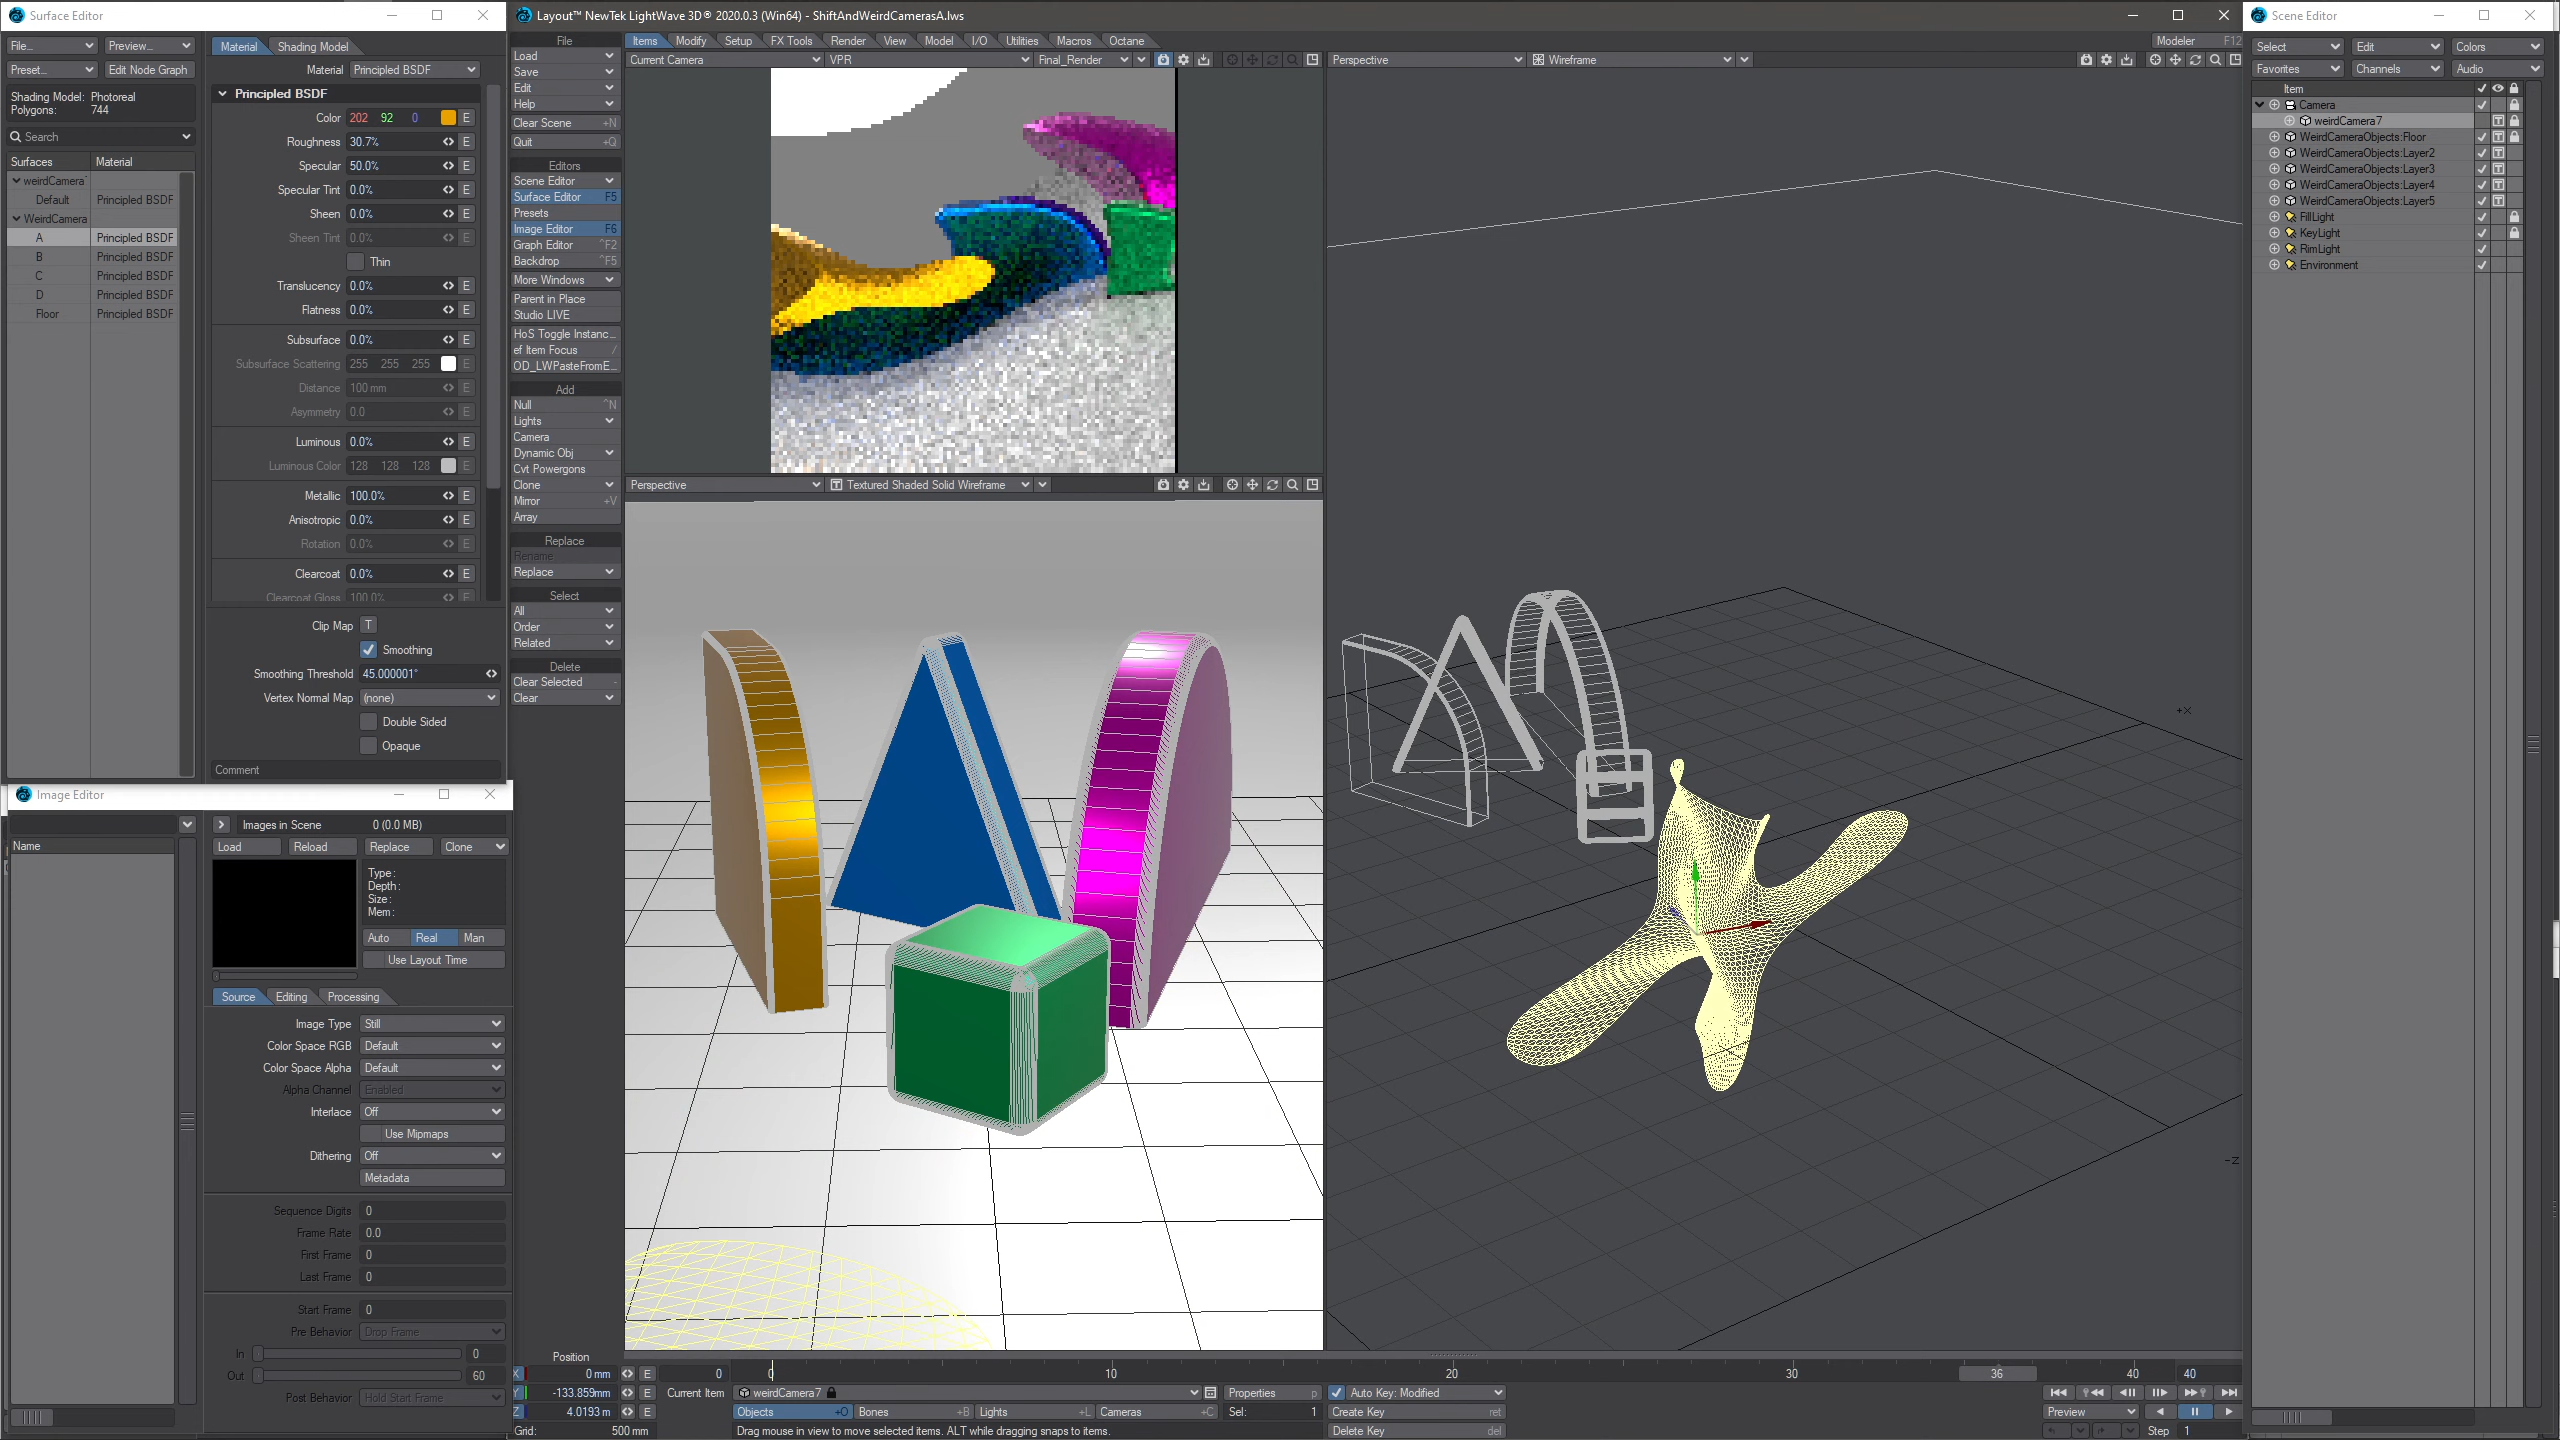 Surface Editor
File...
Preview...
Preset...
Edit Node Graph
Shading Model: Photoreal
Polygons: 744
Search
Surfaces
Material
weirdCamera
Default
Principled BSDF
WeirdCamera
A
Principled BSDF
B
Principled BSDF
C
Principled BSDF
D
Principled BSDF
Floor
Principled BSDF
Material
Shading Model
Material
Principled BSDF
Principled BSDF
Color 202 92 0 E
Roughness 30.7% E
Specular 50.0% E
Specular Tint 0.0% E
Sheen 0.0% E
Sheen Tint 0.0% E
Thin
Translucency 0.0% E
Flatness 0.0% E
Subsurface 0.0% E
Subsurface Scattering 255 255 255 E
Distance 100 mm E
Asymmetry 0.0 E
Luminous 0.0% E
Luminous Color 128 128 128 E
Metallic 100.0% E
Anisotropic 0.0% E
Rotation 0.0% E
Clearcoat 0.0% E
Clearcoat Gloss 100.0%
Clip Map T
Smoothing
Smoothing Threshold 45.000001°
Vertex Normal Map (none)
Double Sided
Opaque
Comment
Image Editor
Name
Images in Scene 0 (0.0 MB)
Load
Reload
Replace
Clone
Type :
Depth :
Size :
Mem :
Auto
Real
Man
Use Layout Time
Source
Editing
Processing
Image Type Still
Color Space RGB Default
Color Space Alpha Default
Alpha Channel Enabled
Interlace Off
Use Mipmaps
Dithering Off
Metadata
Sequence Digits 0
Frame Rate 0.0
First Frame 0
Last Frame 0
Start Frame 0
Pre Behavior Drop Frame
In 0
Out 60
Post Behavior Hold Start Frame
Layout™ NewTek LightWave 3D® 2020.0.3 (Win64) - ShiftAndWeirdCamerasA.lws
File
Load
Save
Edit
Help
Clear Scene +N
Quit +Q
Editors
Scene Editor
Surface Editor F5
Presets
Image Editor F6
Graph Editor ^F2
Backdrop ^F5
More Windows
Parent in Place
Studio LIVE
HoS Toggle Instanc...
ef Item Focus /
OD_LWPasteFromE...
Add
Null ^N
Lights
Camera
Dynamic Obj
Cvt Powergons
Clone
Mirror +V
Array
Replace
Rename
Replace
Select
All
Order
Related
Delete
Clear Selected -
Clear
Items
Modify
Setup
FX Tools
Render
View
Model
I/O
Utilities
Macros
Octane
Modeler F12
Current Camera
VPR
Final_Render
Perspective
Wireframe
Perspective
Textured Shaded Solid Wireframe
+X
-Z
Position
X 0 mm E
Y -133.859mm E
Z 4.0193 m E
Grid: 500 mm
0
0
10
20
30
36
40
40
Current Item
weirdCamera7
Properties p
Auto Key: Modified
Objects +O
Bones +B
Lights +L
Cameras +C
Sel: 1
Create Key ret
Delete Key del
Drag mouse in view to move selected items. ALT while dragging snaps to items.
Preview
Step 1
Scene Editor
Select
Edit
Colors
Favorites
Channels
Audio
Item
Camera
weirdCamera7
WeirdCameraObjects:Floor
WeirdCameraObjects:Layer2
WeirdCameraObjects:Layer3
WeirdCameraObjects:Layer4
WeirdCameraObjects:Layer5
FillLight
KeyLight
RimLight
Environment